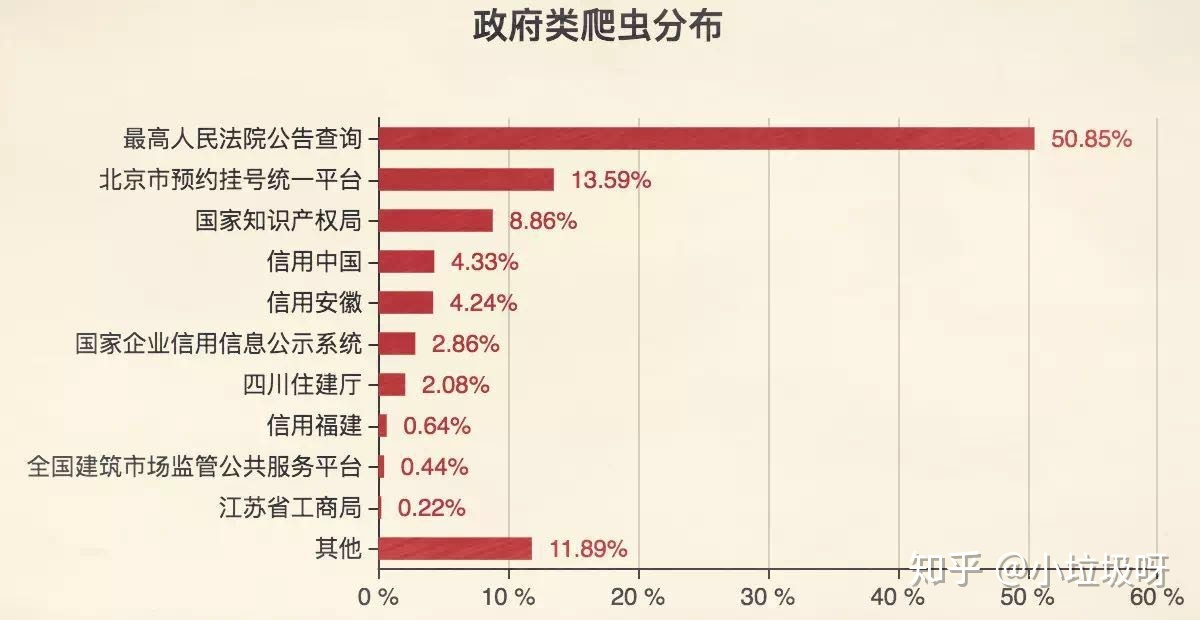 政府类爬虫分布
最高人民法院公告查询 50.85%
北京市预约挂号统一平台 13.59%
国家知识产权局 8.86%
信用中国 4.33%
信用安徽 4.24%
国家企业信用信息公示系统 2.86%
四川住建厅 2.08%
信用福建 0.64%
全国建筑市场监管公共服务平台 0.44%
江苏省工商局 0.22%
其他 11.89%
0 % 10 % 20 % 30 % 40 % 50 % 60 %
知乎 @小垃圾呀